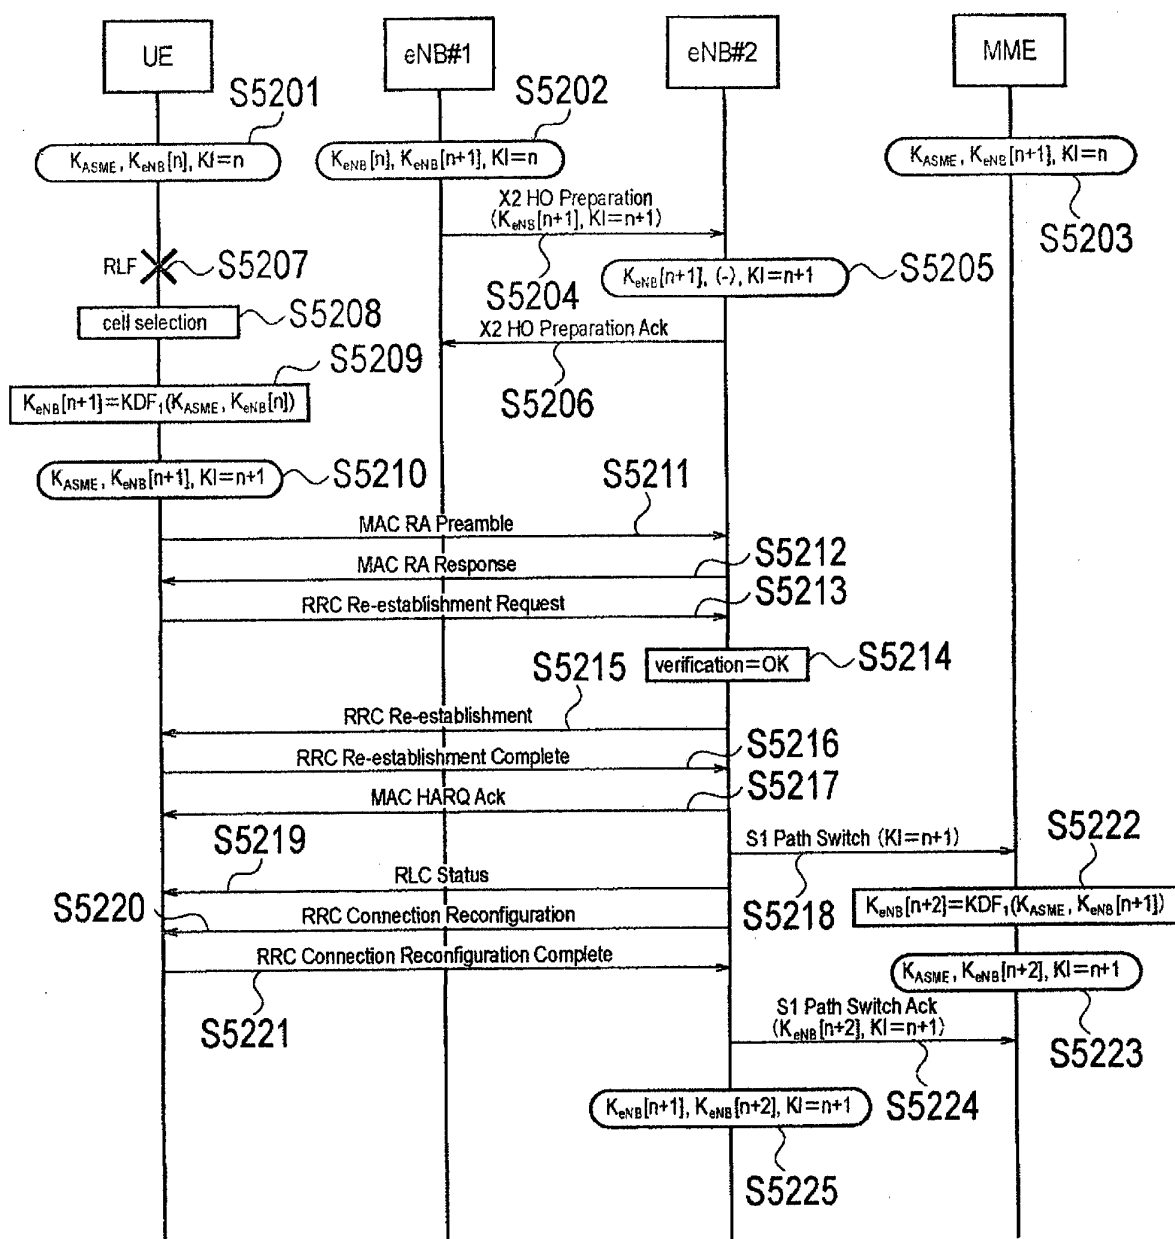 UE
eNB#1
eNB#2
MME
S5201
S5202
K_ASME, K_eNB[n], KI=n
K_eNB[n], K_eNB[n+1], KI=n
K_ASME, K_eNB[n+1], KI=n
X2 HO Preparation
(K_eNB[n+1], KI=n+1)
S5203
RLF
S5207
S5204
K_eNB[n+1], (-), KI=n+1
S5205
cell selection
S5208
X2 HO Preparation Ack
S5209
S5206
K_eNB[n+1]=KDF₁(K_ASME, K_eNB[n])
K_ASME, K_eNB[n+1], KI=n+1
S5210
S5211
MAC RA Preamble
MAC RA Response
S5212
RRC Re-establishment Request
S5213
verification=OK
S5214
S5215
RRC Re-establishment
RRC Re-establishment Complete
S5216
MAC HARQ Ack
S5217
S1 Path Switch (KI=n+1)
S5222
S5219
RLC Status
S5218
K_eNB[n+2]=KDF₁(K_ASME, K_eNB[n+1])
S5220
RRC Connection Reconfiguration
RRC Connection Reconfiguration Complete
K_ASME, K_eNB[n+2], KI=n+1
S5221
S1 Path Switch Ack
(K_eNB[n+2], KI=n+1)
S5223
K_eNB[n+1], K_eNB[n+2], KI=n+1
S5224
S5225